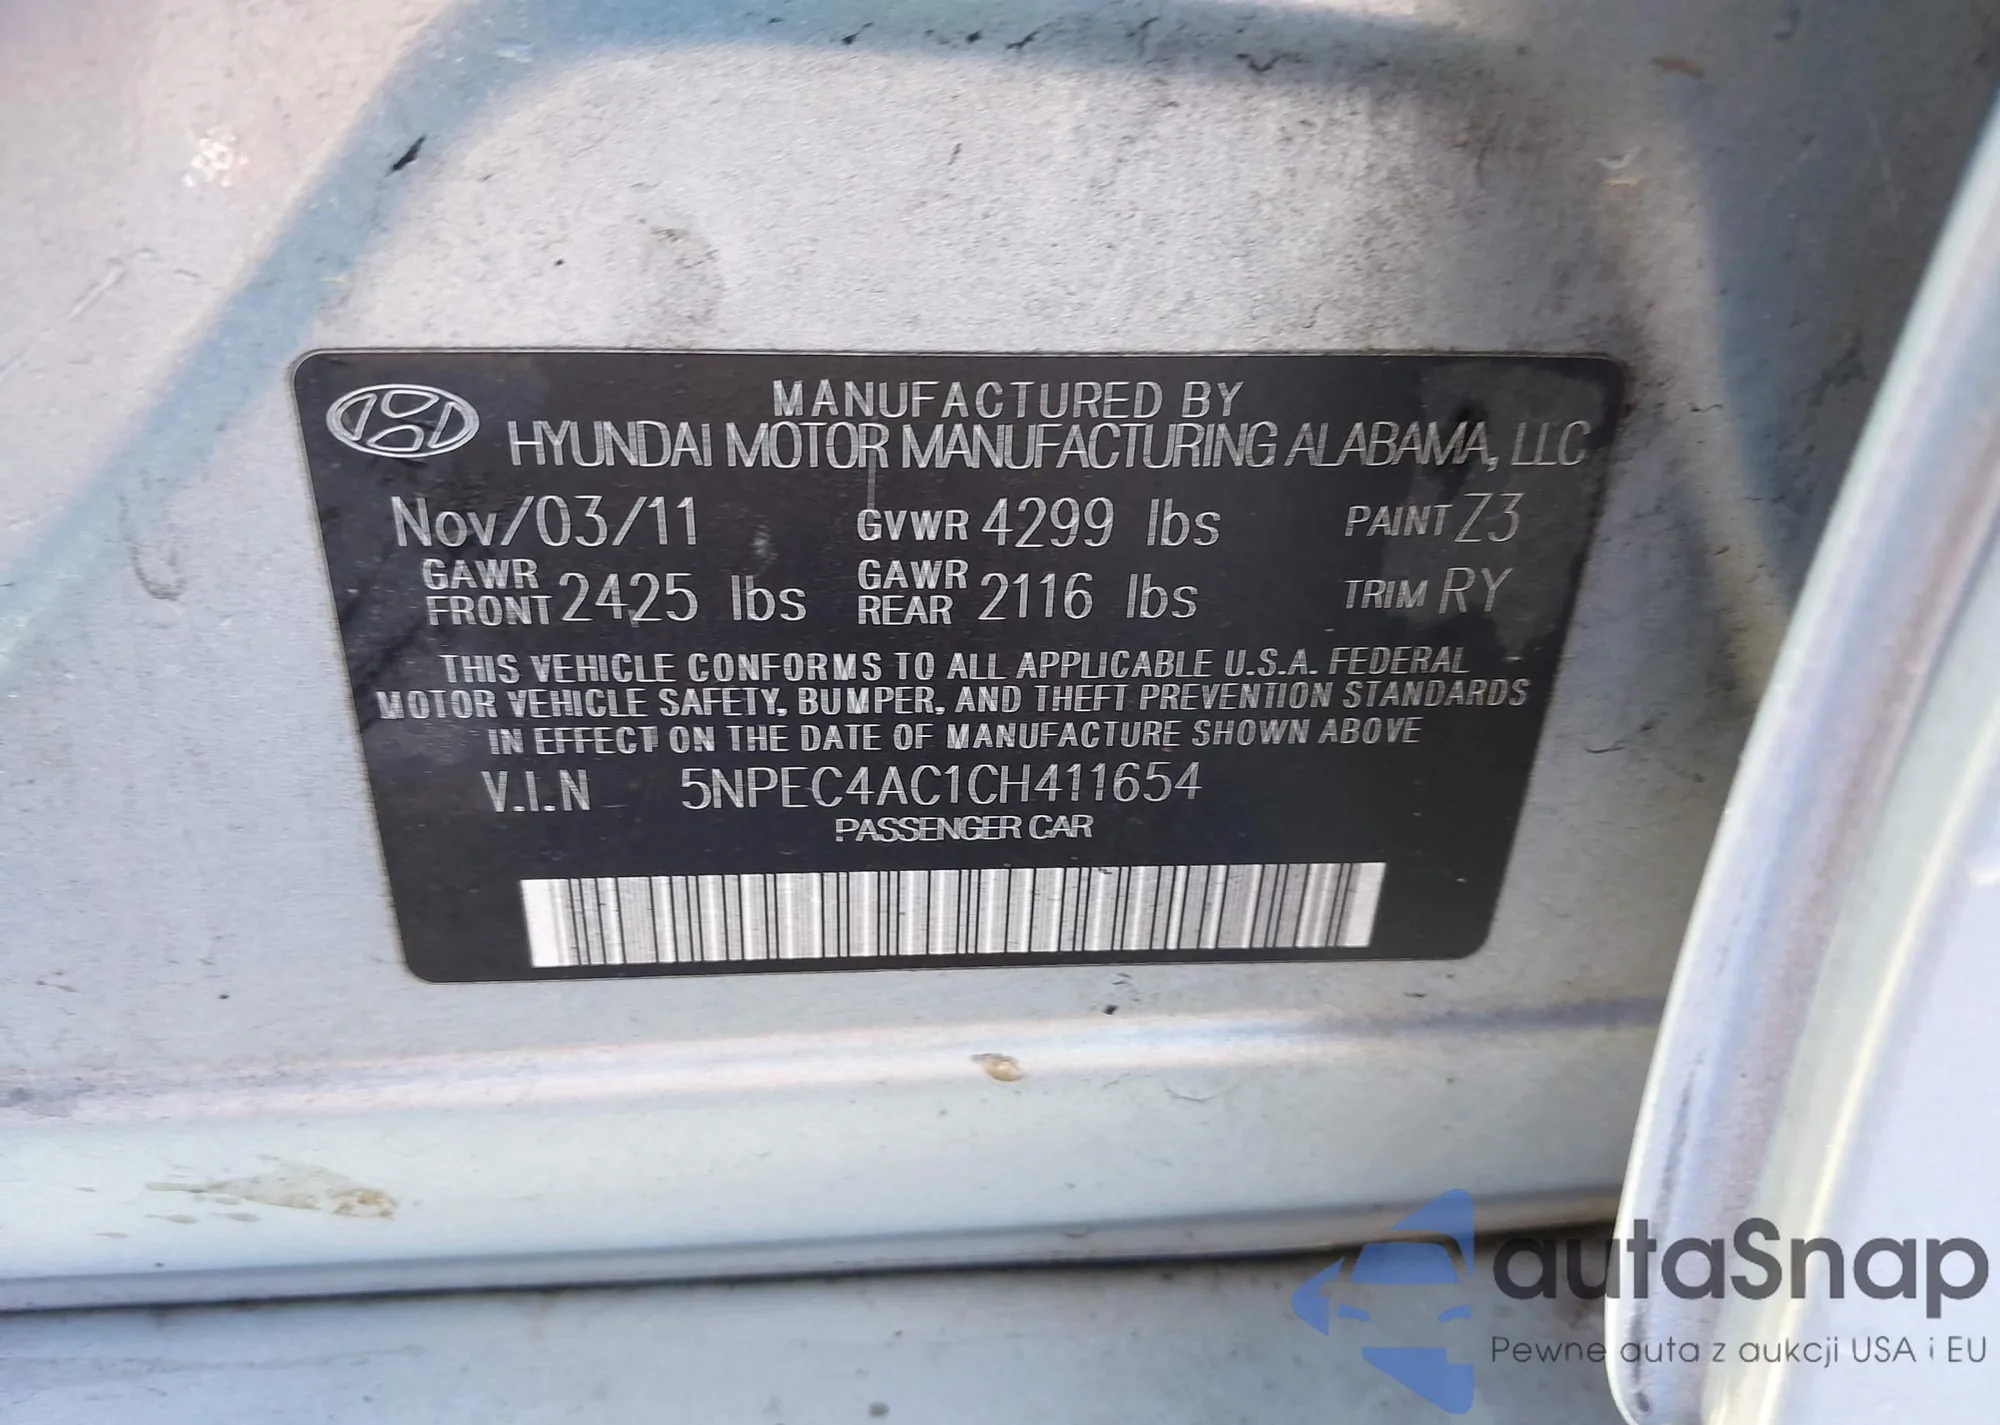 MANUFACTURED BY
HYUNDAI MOTOR MANUFACTURING ALABAMA, LLC
Nov/03/11 GVWR 4299 lbs PAINT Z3
GAWR FRONT 2425 lbs GAWR REAR 2116 lbs TRIM RY
THIS VEHICLE CONFORMS TO ALL APPLICABLE U.S.A. FEDERAL
MOTOR VEHICLE SAFETY, BUMPER, AND THEFT PREVENTION STANDARDS
IN EFFECT ON THE DATE OF MANUFACTURE SHOWN ABOVE
V.I.N 5NPEC4AC1CH411654
PASSENGER CAR
autaSnap
Pewne auta z aukcji USA i EU